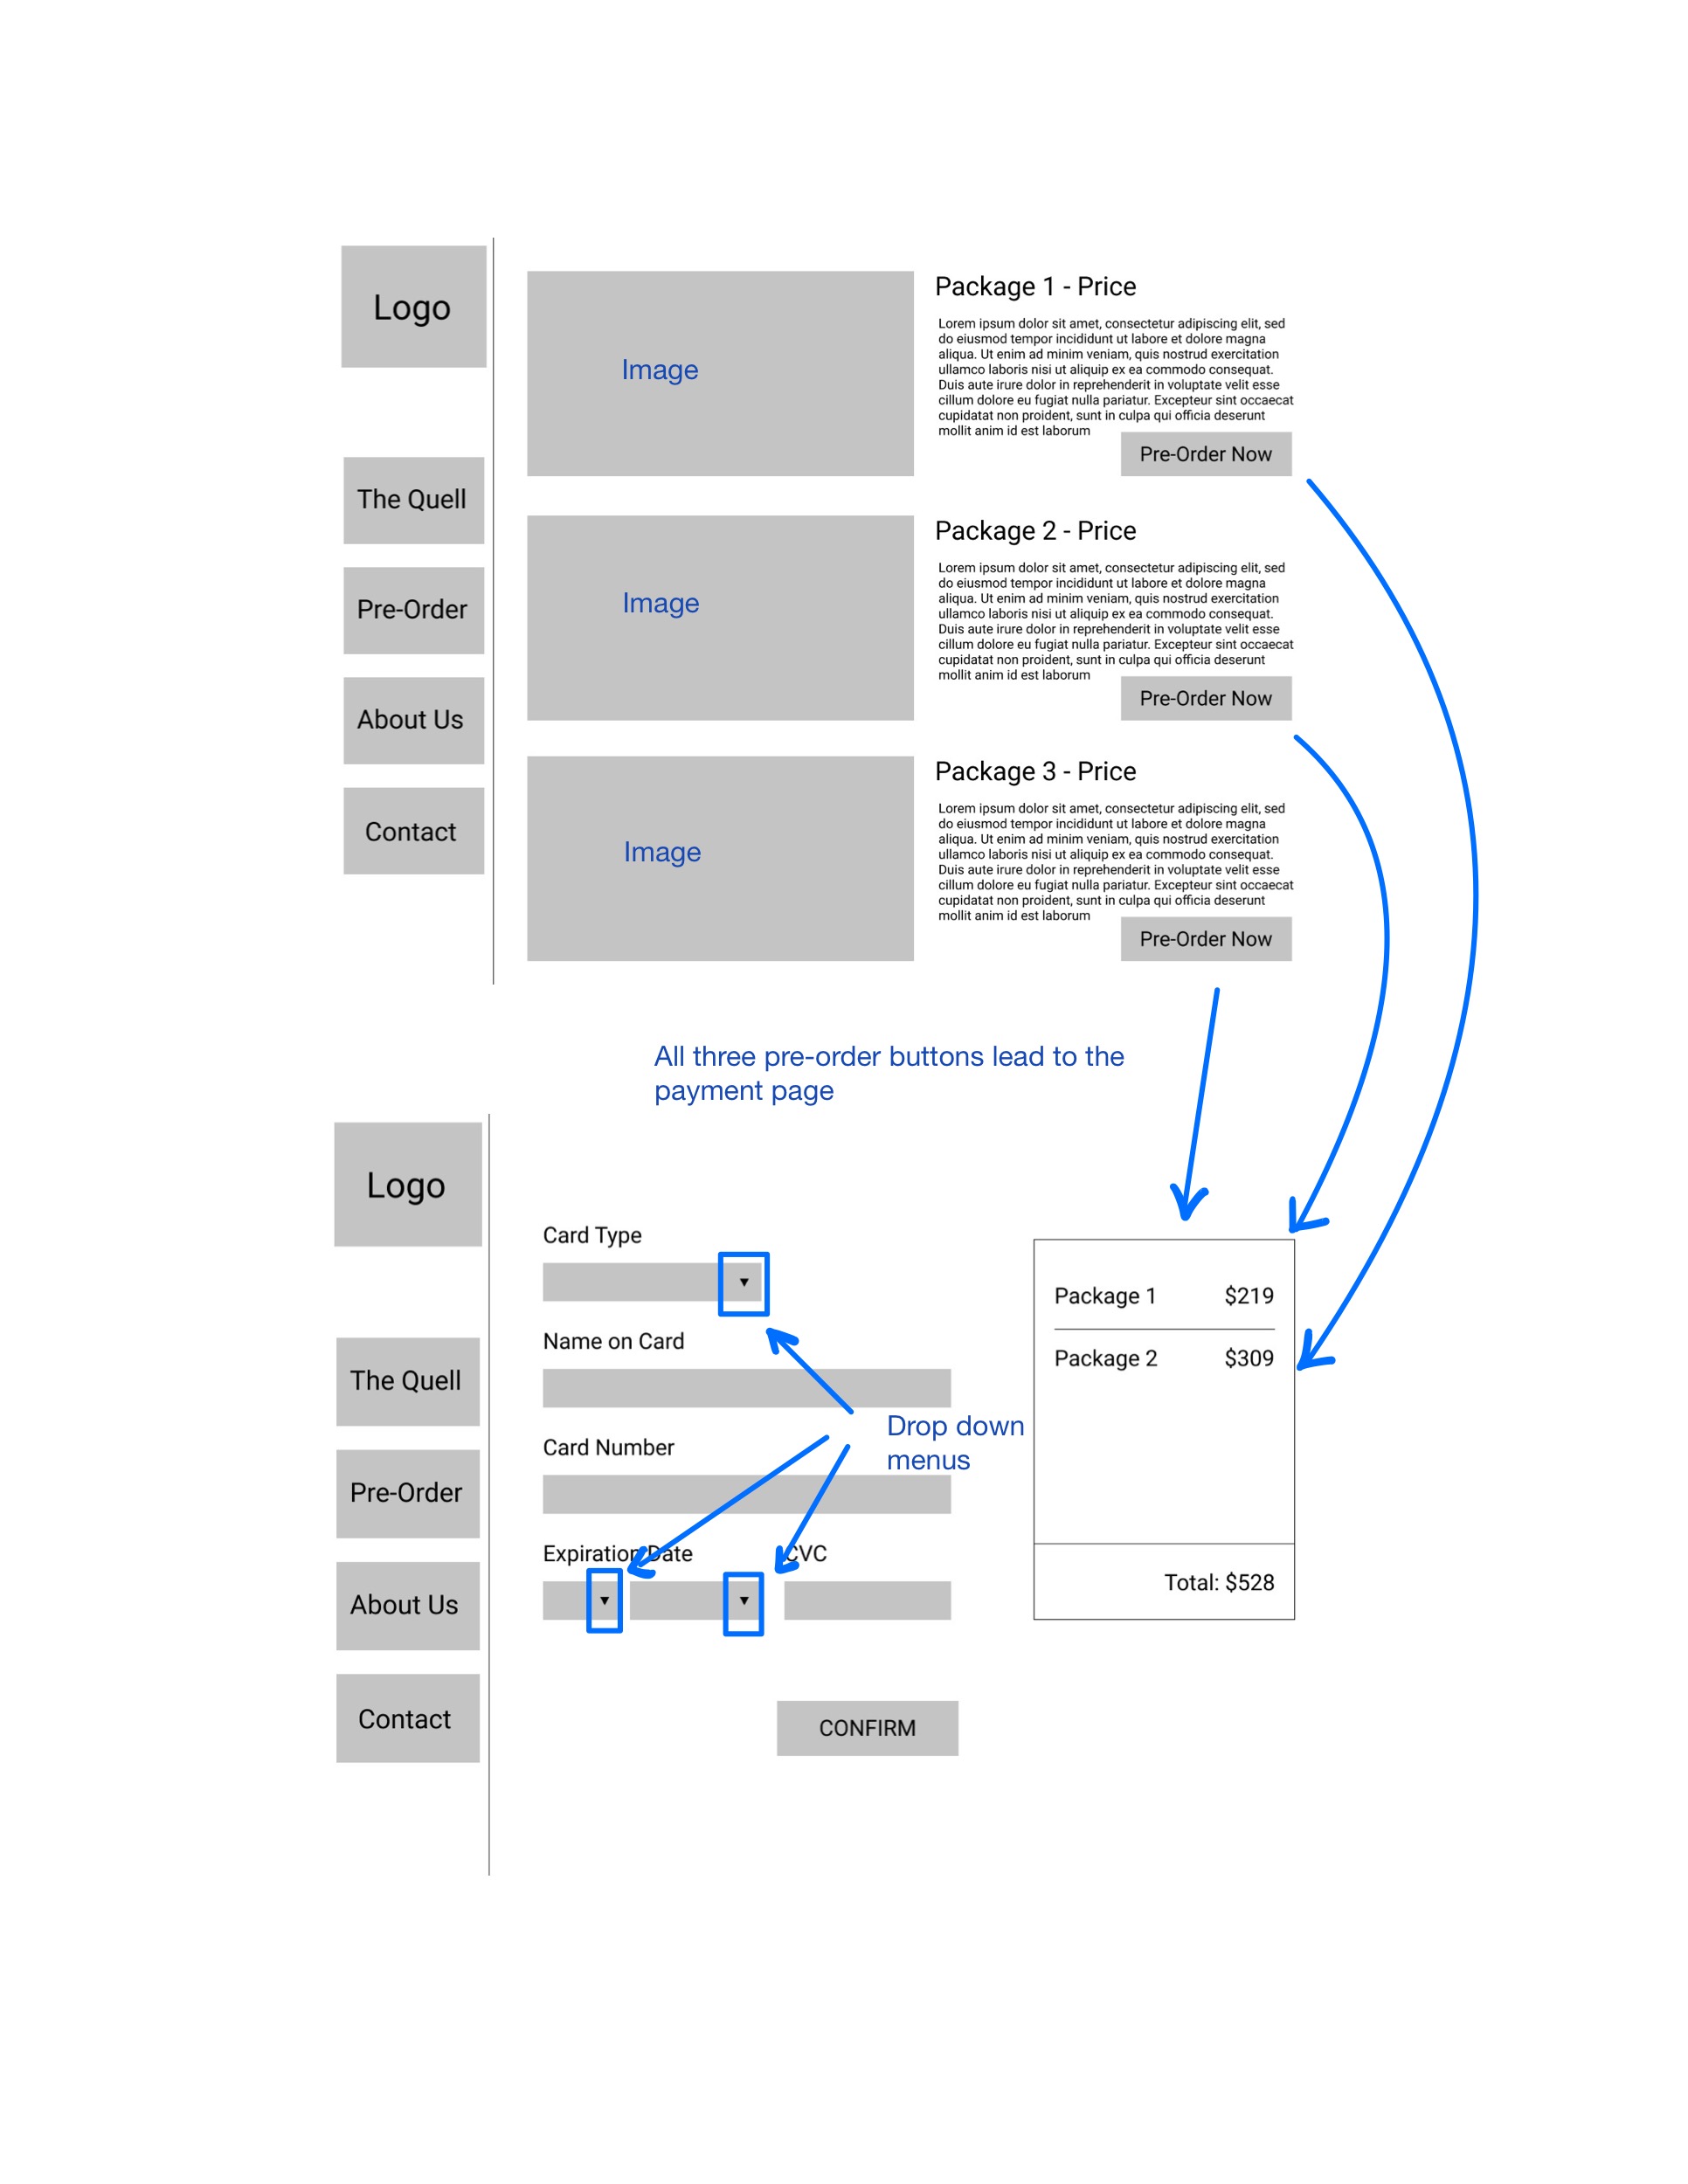 Logo
The Quell
Pre-Order
About Us
Contact
Image
Package 1 - Price
Lorem ipsum dolor sit amet, consectetur adipiscing elit, sed
do eiusmod tempor incididunt ut labore et dolore magna
aliqua. Ut enim ad minim veniam, quis nostrud exercitation
ullamco laboris nisi ut aliquip ex ea commodo consequat.
Duis aute irure dolor in reprehenderit in voluptate velit esse
cillum dolore eu fugiat nulla pariatur. Excepteur sint occaecat
cupidatat non proident, sunt in culpa qui officia deserunt
mollit anim id est laborum
Pre-Order Now
Image
Package 2 - Price
Lorem ipsum dolor sit amet, consectetur adipiscing elit, sed
do eiusmod tempor incididunt ut labore et dolore magna
aliqua. Ut enim ad minim veniam, quis nostrud exercitation
ullamco laboris nisi ut aliquip ex ea commodo consequat.
Duis aute irure dolor in reprehenderit in voluptate velit esse
cillum dolore eu fugiat nulla pariatur. Excepteur sint occaecat
cupidatat non proident, sunt in culpa qui officia deserunt
mollit anim id est laborum
Pre-Order Now
Image
Package 3 - Price
Lorem ipsum dolor sit amet, consectetur adipiscing elit, sed
do eiusmod tempor incididunt ut labore et dolore magna
aliqua. Ut enim ad minim veniam, quis nostrud exercitation
ullamco laboris nisi ut aliquip ex ea commodo consequat.
Duis aute irure dolor in reprehenderit in voluptate velit esse
cillum dolore eu fugiat nulla pariatur. Excepteur sint occaecat
cupidatat non proident, sunt in culpa qui officia deserunt
mollit anim id est laborum
Pre-Order Now
All three pre-order buttons lead to the
payment page
Logo
The Quell
Pre-Order
About Us
Contact
Card Type
Name on Card
Card Number
Expiration Date
CVC
Drop down
menus
CONFIRM
Package 1 $219
Package 2 $309
Total: $528